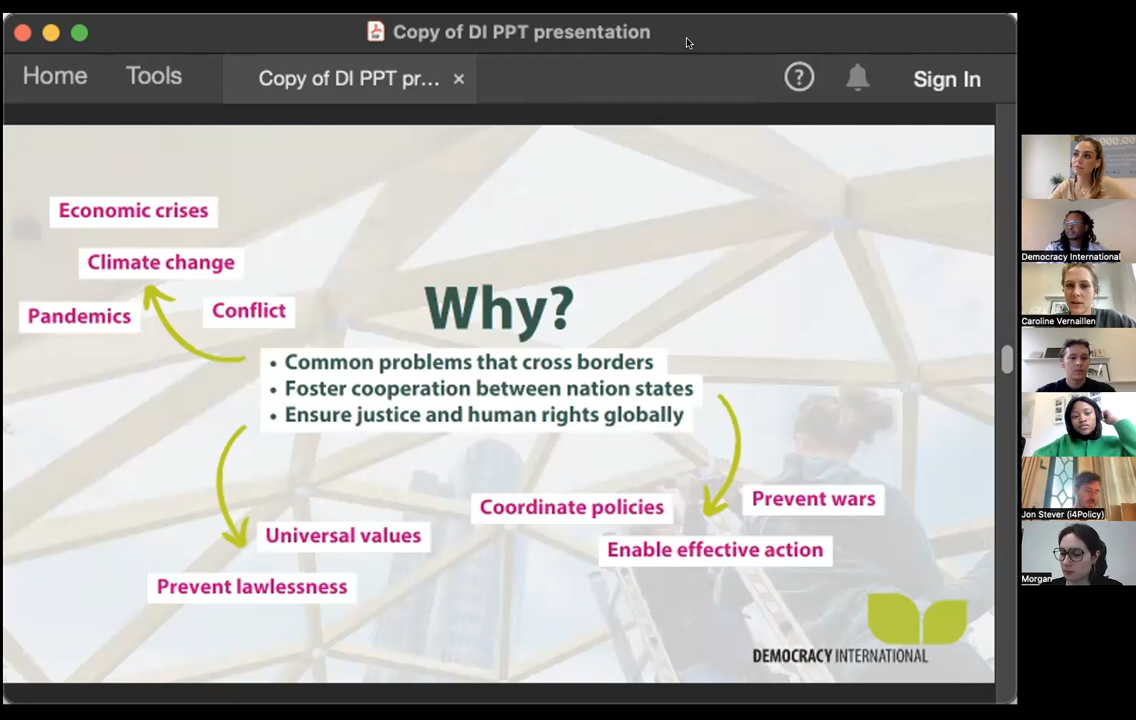 Copy of DI PPT presentation
Home Tools Copy of DI PPT pr... × ? Sign In
Economic crises
Climate change
Pandemics
Conflict
Why?
• Common problems that cross borders
• Foster cooperation between nation states
• Ensure justice and human rights globally
Coordinate policies
Prevent wars
Universal values
Enable effective action
Prevent lawlessness
DEMOCRACY INTERNATIONAL
Democracy International
Caroline Vernaillen
Jon Stever (i4Policy)
Morgan